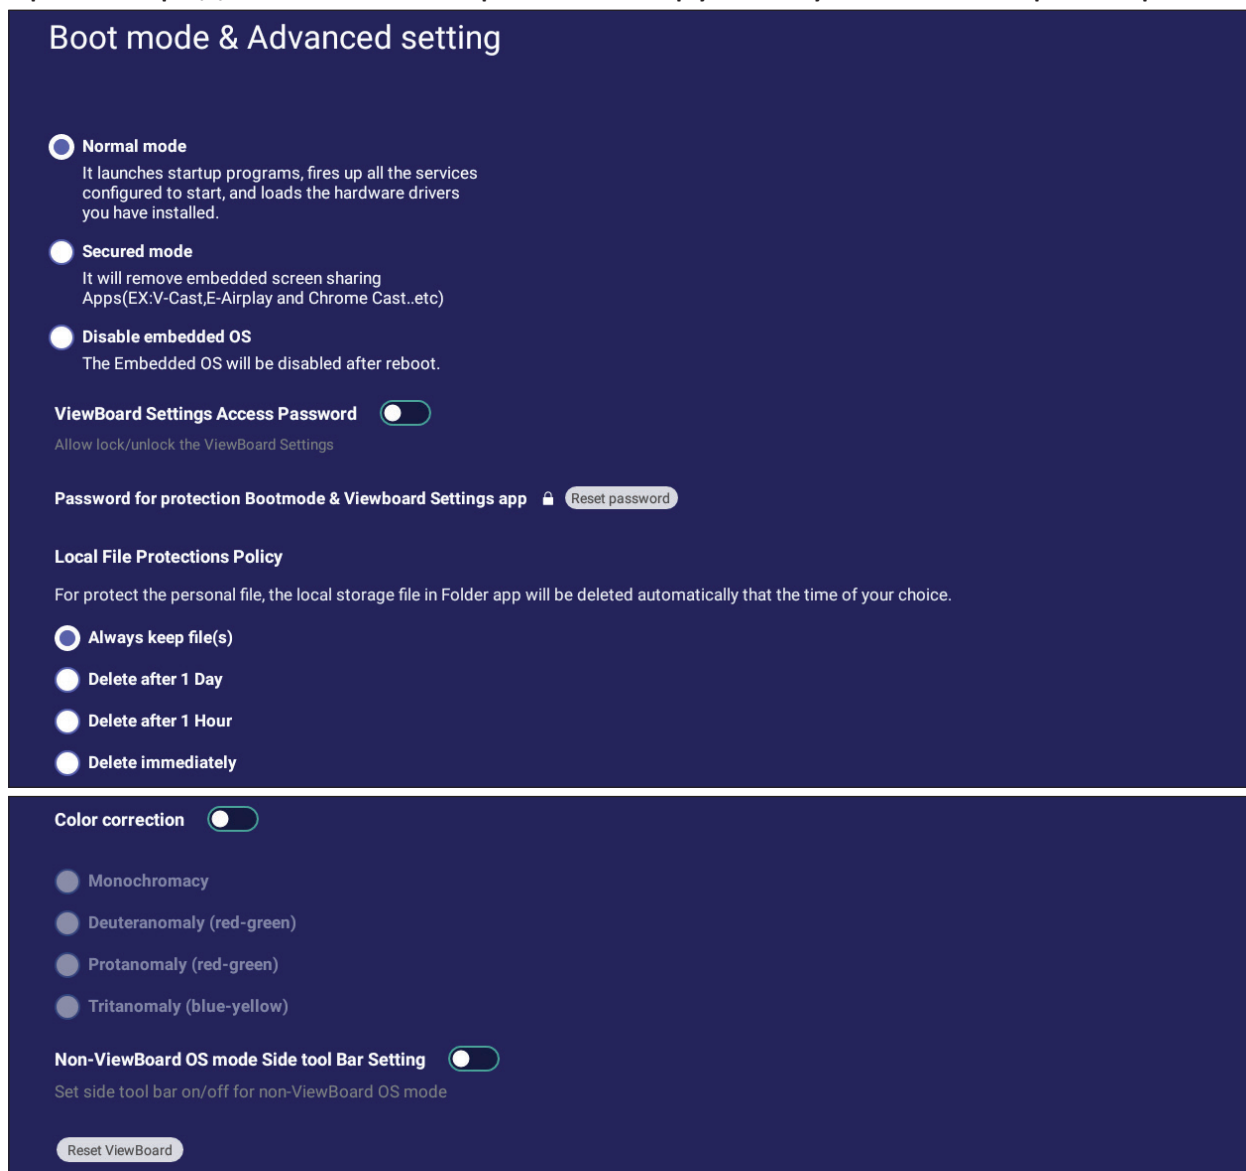 Boot mode & Advanced setting
Normal mode
It launches startup programs, fires up all the services
configured to start, and loads the hardware drivers
you have installed.
Secured mode
It will remove embedded screen sharing
Apps(EX:V-Cast,E-Airplay and Chrome Cast..etc)
Disable embedded OS
The Embedded OS will be disabled after reboot.
ViewBoard Settings Access Password
Allow lock/unlock the ViewBoard Settings
Password for protection Bootmode & Viewboard Settings app Reset password
Local File Protections Policy
For protect the personal file, the local storage file in Folder app will be deleted automatically that the time of your choice.
Always keep file(s)
Delete after 1 Day
Delete after 1 Hour
Delete immediately
Color correction
Monochromacy
Deuteranomaly (red-green)
Protanomaly (red-green)
Tritanomaly (blue-yellow)
Non-ViewBoard OS mode Side tool Bar Setting
Set side tool bar on/off for non-ViewBoard OS mode
Reset ViewBoard